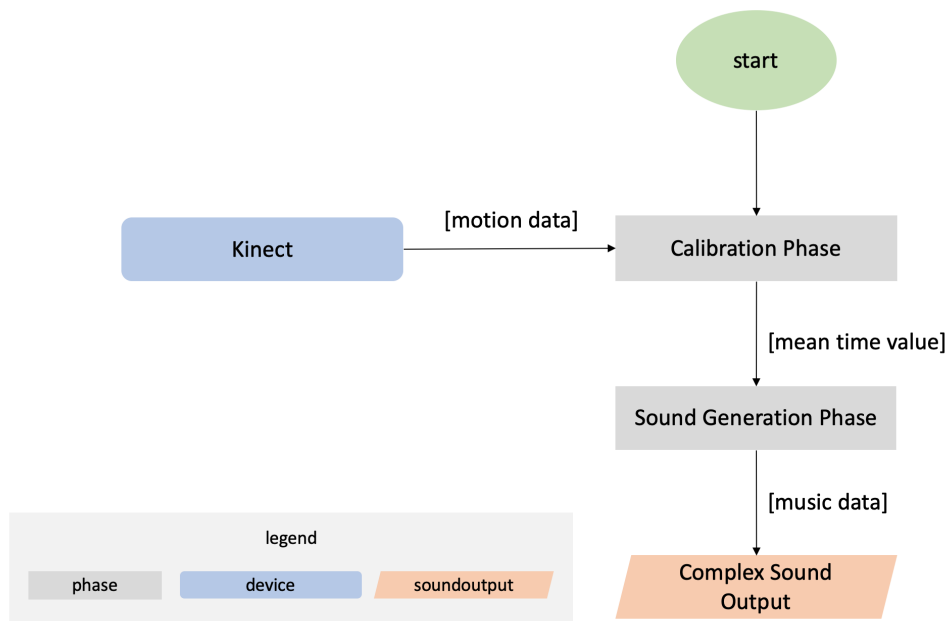 start
[motion data]
Kinect
Calibration Phase
[mean time value]
Sound Generation Phase
[music data]
Complex Sound
Output
legend
phase
device
soundoutput